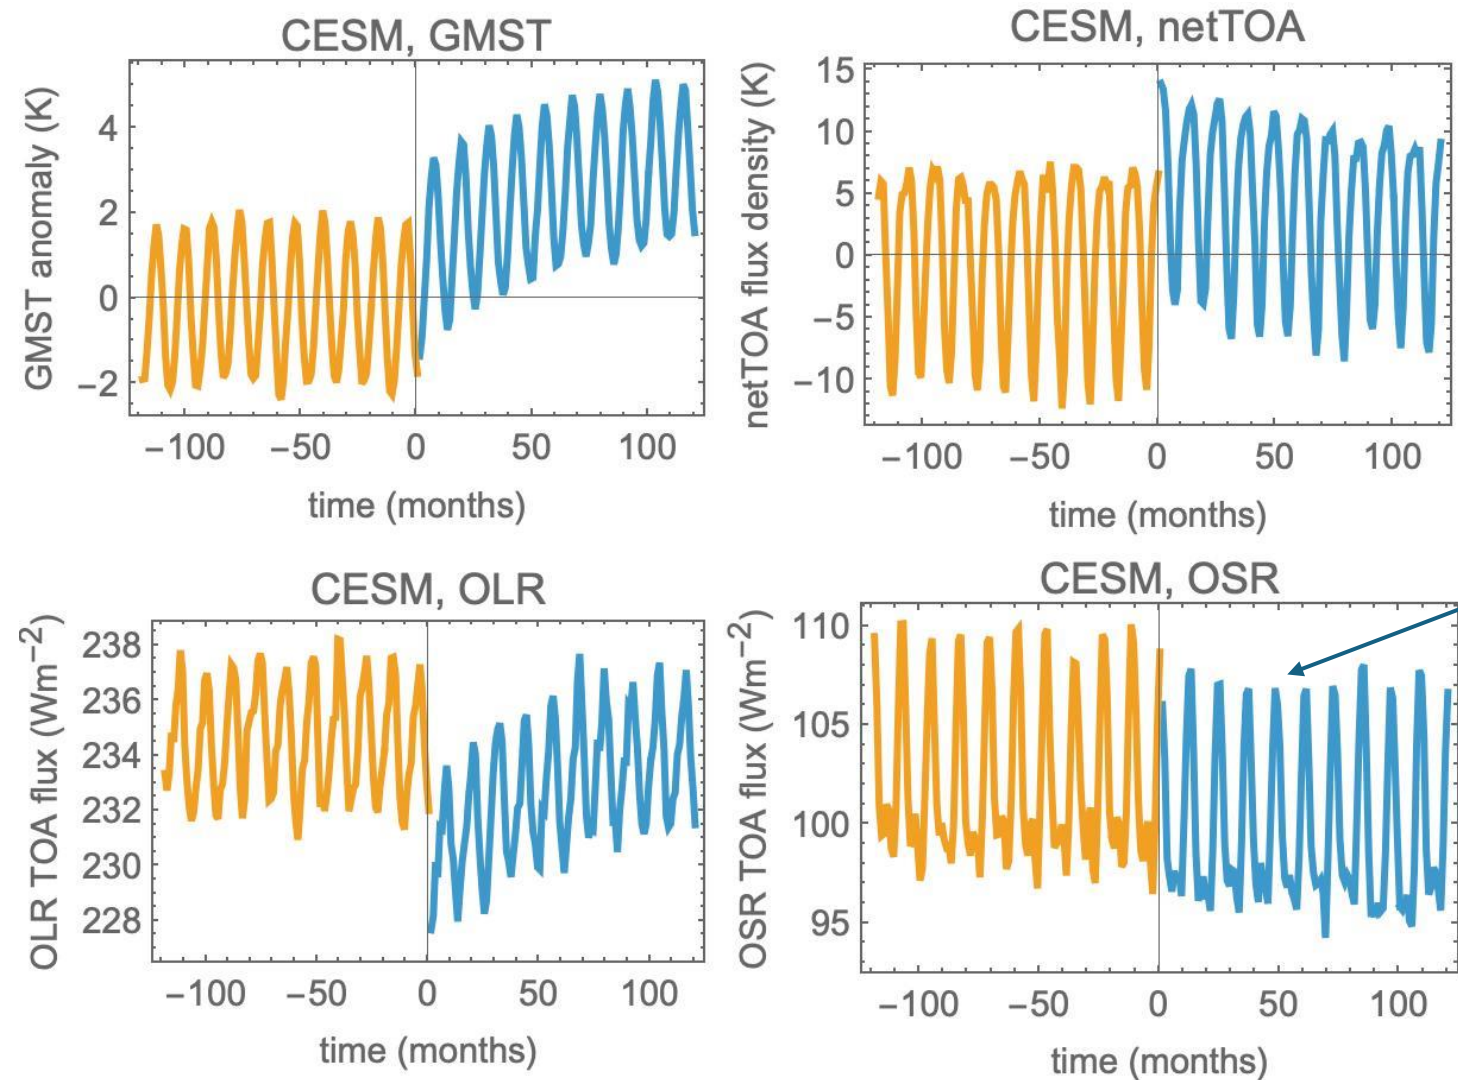 CESM, GMST
GMST anomaly (K)
4
2
0
−2
−100 −50 0 50 100
time (months)
CESM, netTOA
netTOA flux density (K)
15
10
5
0
−5
−10
−100 −50 0 50 100
time (months)
CESM, OLR
OLR TOA flux (Wm−2)
238
236
234
232
230
228
−100 −50 0 50 100
time (months)
CESM, OSR
OSR TOA flux (Wm−2)
110
105
100
95
−100 −50 0 50 100
time (months)